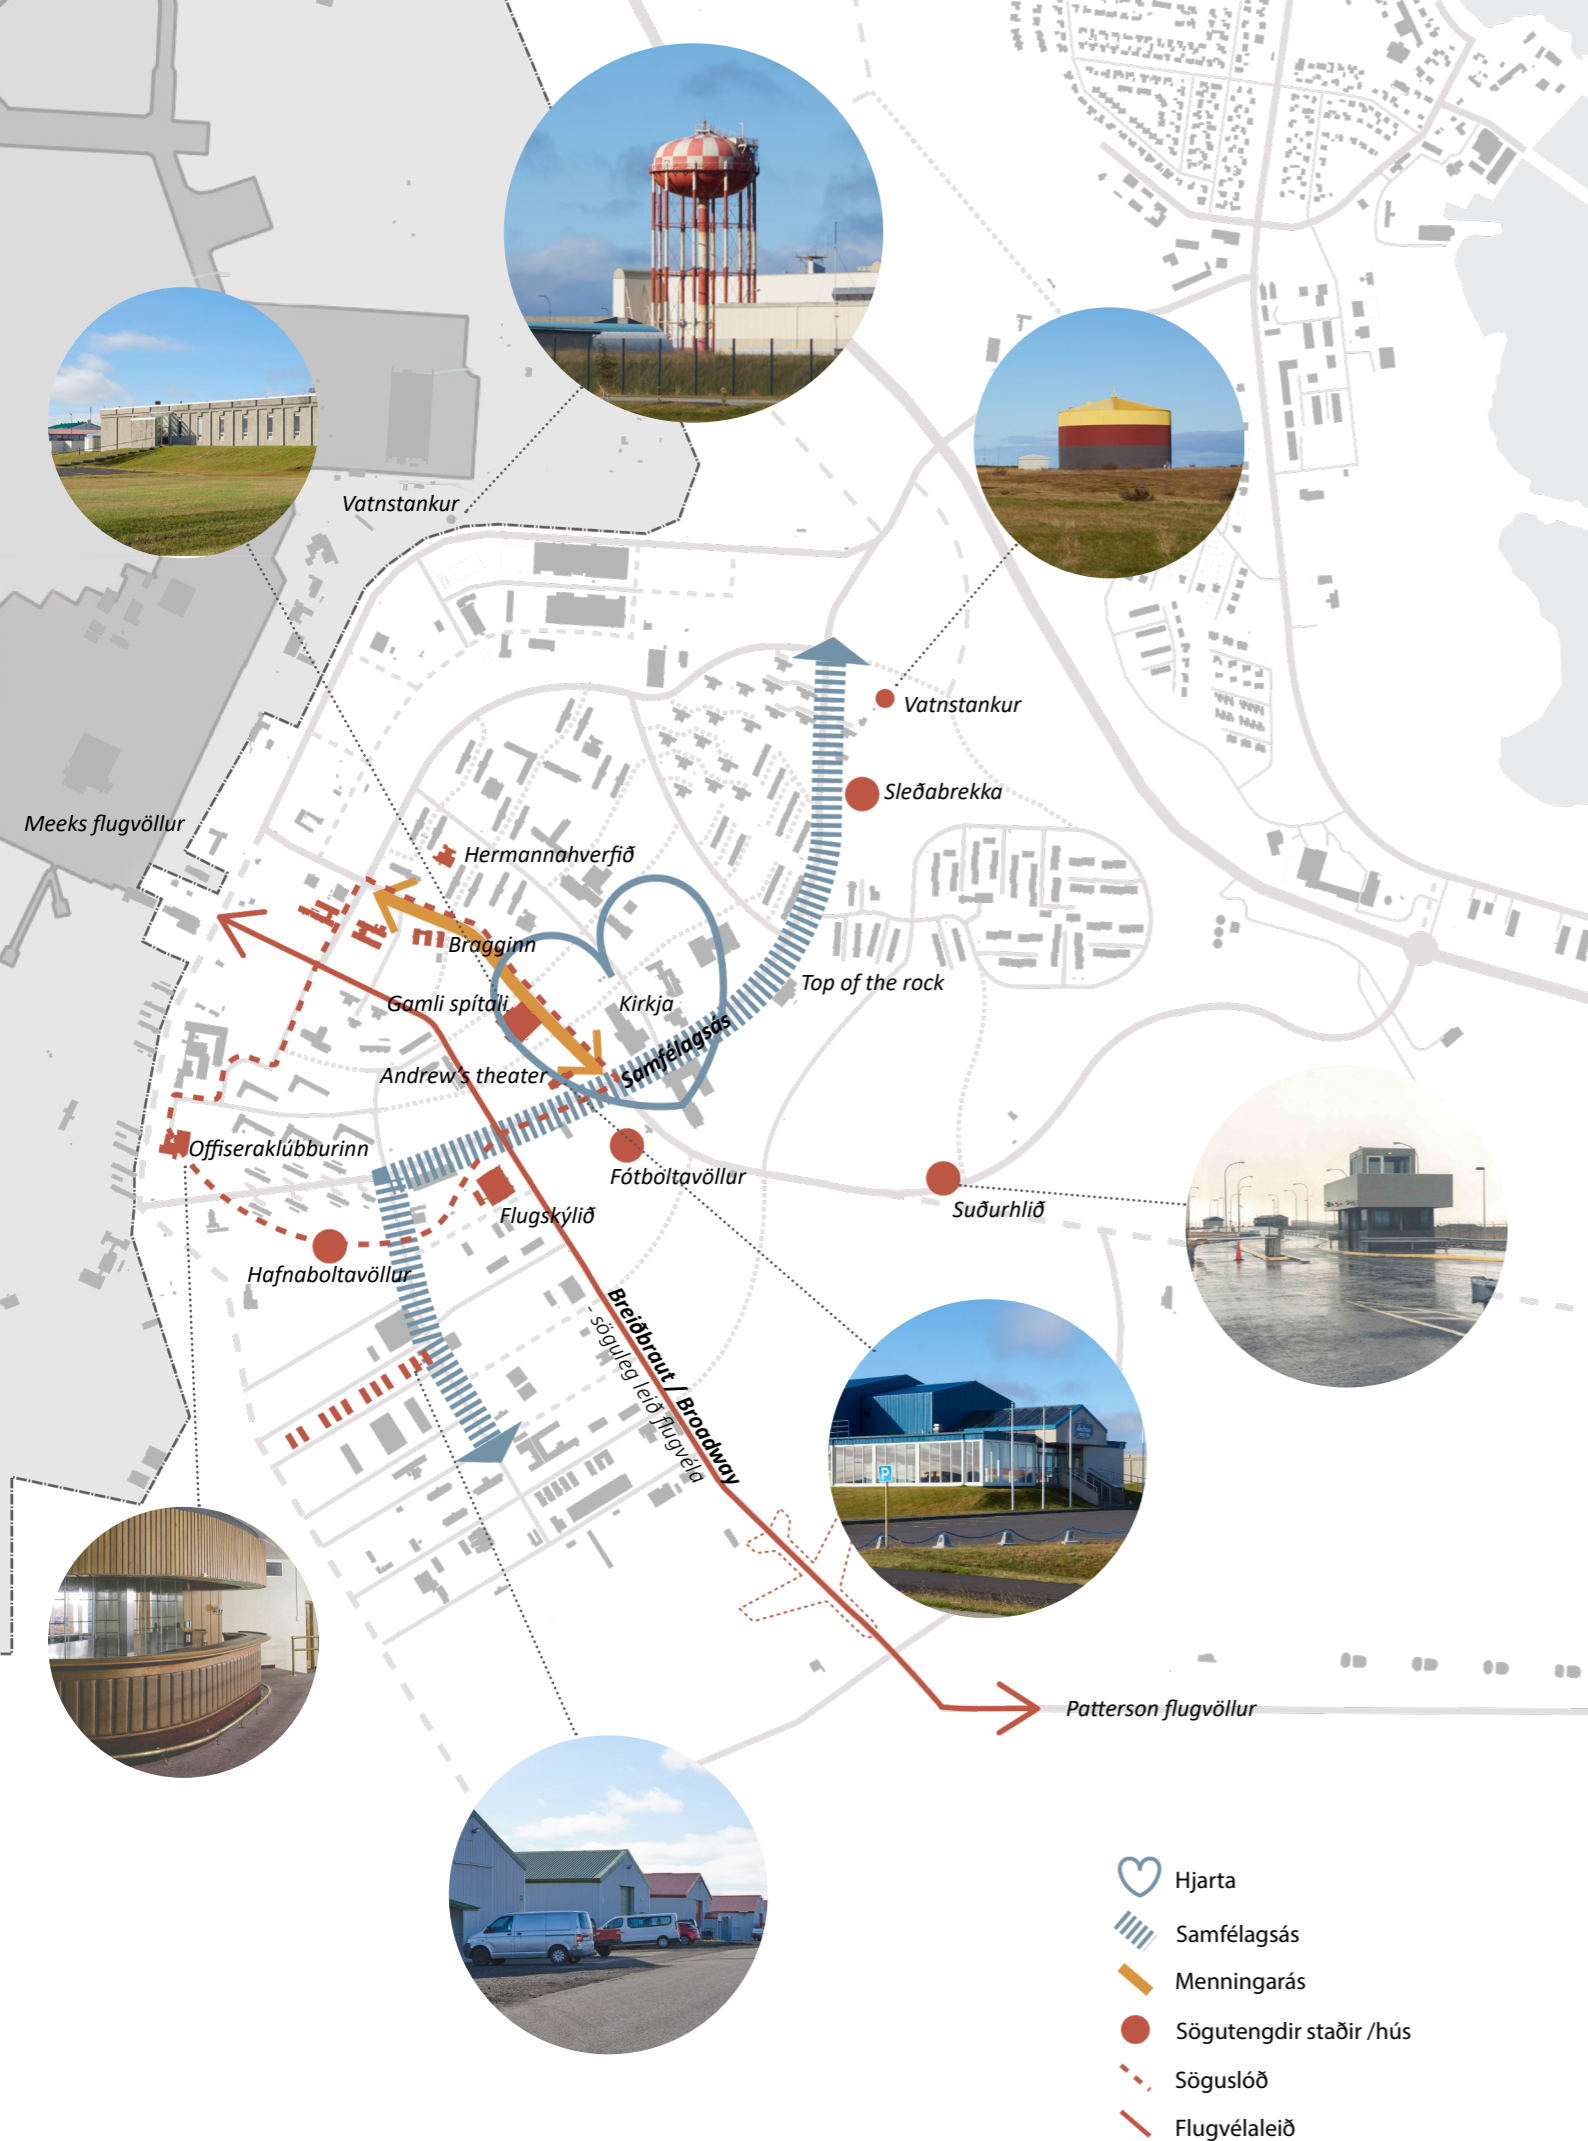 Vatnstankur
Vatnstankur
Sleðabrekka
Meeks flugvöllur
Hermannahverfið
Bragginn
Top of the rock
Gamli spítali
Kirkja
Samfélagsás
Andrew's theater
Offiseraklúbburinn
Fótboltavöllur
Suðurhlið
Flugskýlið
Hafnaboltavöllur
Breiðbraut / Broadway
- söguleg leið flugvéla
P
Patterson flugvöllur
Hjarta
Samfélagsás
Menningarás
Sögutengdir staðir /hús
Söguslóð
Flugvélaleið